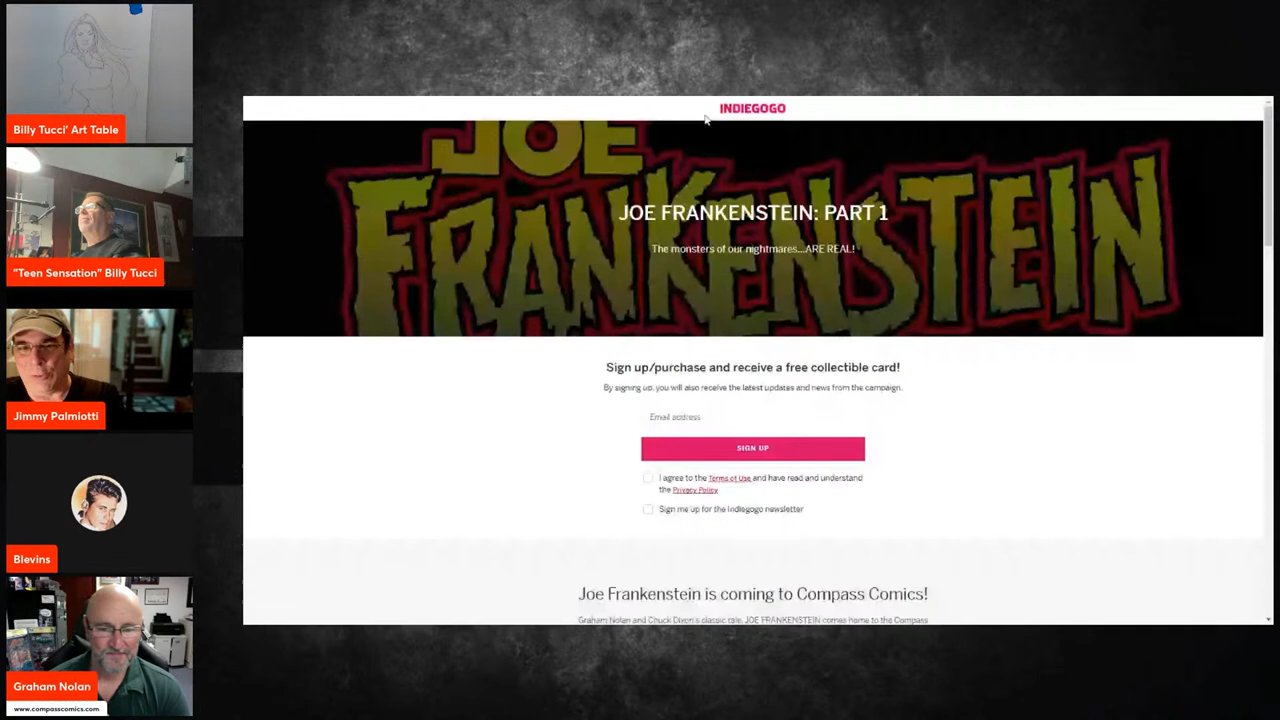 Billy Tucci' Art Table
"Teen Sensation" Billy Tucci
Jimmy Palmiotti
Blevins
Graham Nolan
www.compasscomics.com
INDIEGOGO
JOE
FRANKENSTEIN
JOE FRANKENSTEIN: PART 1
The monsters of our nightmares...ARE REAL!
Sign up/purchase and receive a free collectible card!
By signing up, you will also receive the latest updates and news from the campaign.
Email address
SIGN UP
I agree to the Terms of Use and have read and understand
the Privacy Policy
Sign me up for the Indiegogo newsletter
Joe Frankenstein is coming to Compass Comics!
Graham Nolan and Chuck Dixon's classic tale, JOE FRANKENSTEIN comes home to the Compass